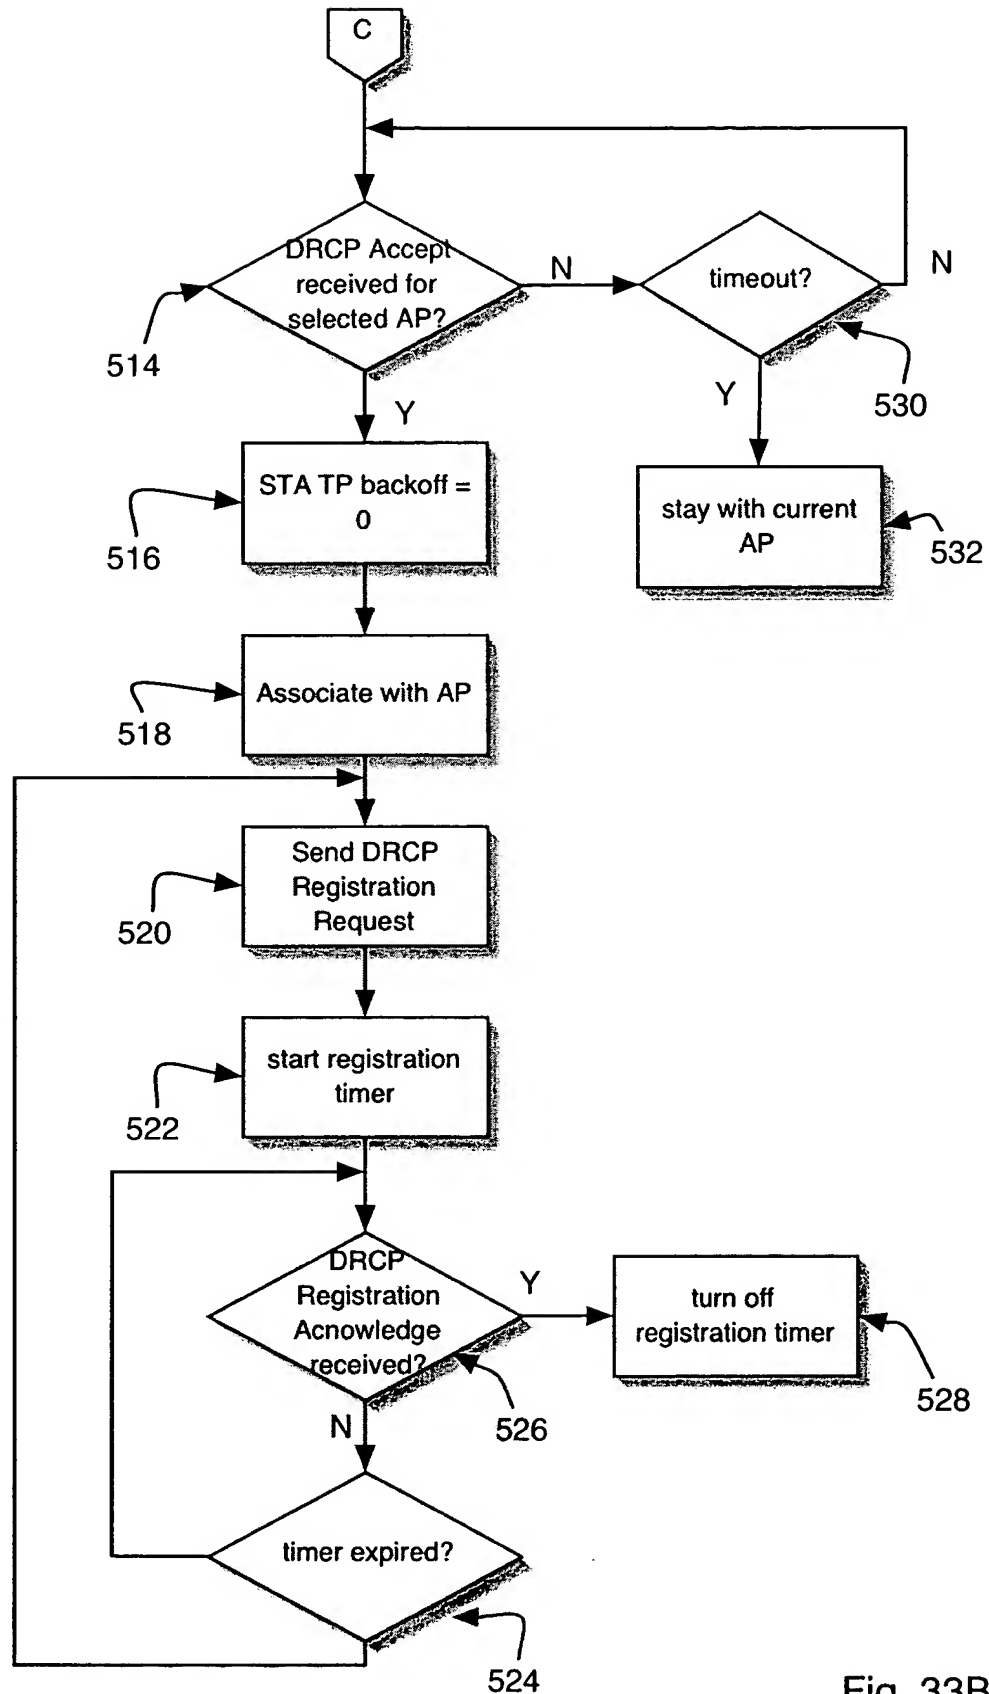 C
DRCP Accept
received for
selected AP?
N
timeout?
N
514
530
Y
Y
STA TP backoff =
0
stay with current
AP
516
532
Associate with AP
518
Send DRCP
Registration
Request
520
start registration
timer
522
DRCP
Registration
Acnowledge
received?
Y
turn off
registration timer
528
526
N
timer expired?
524
Fig. 33B